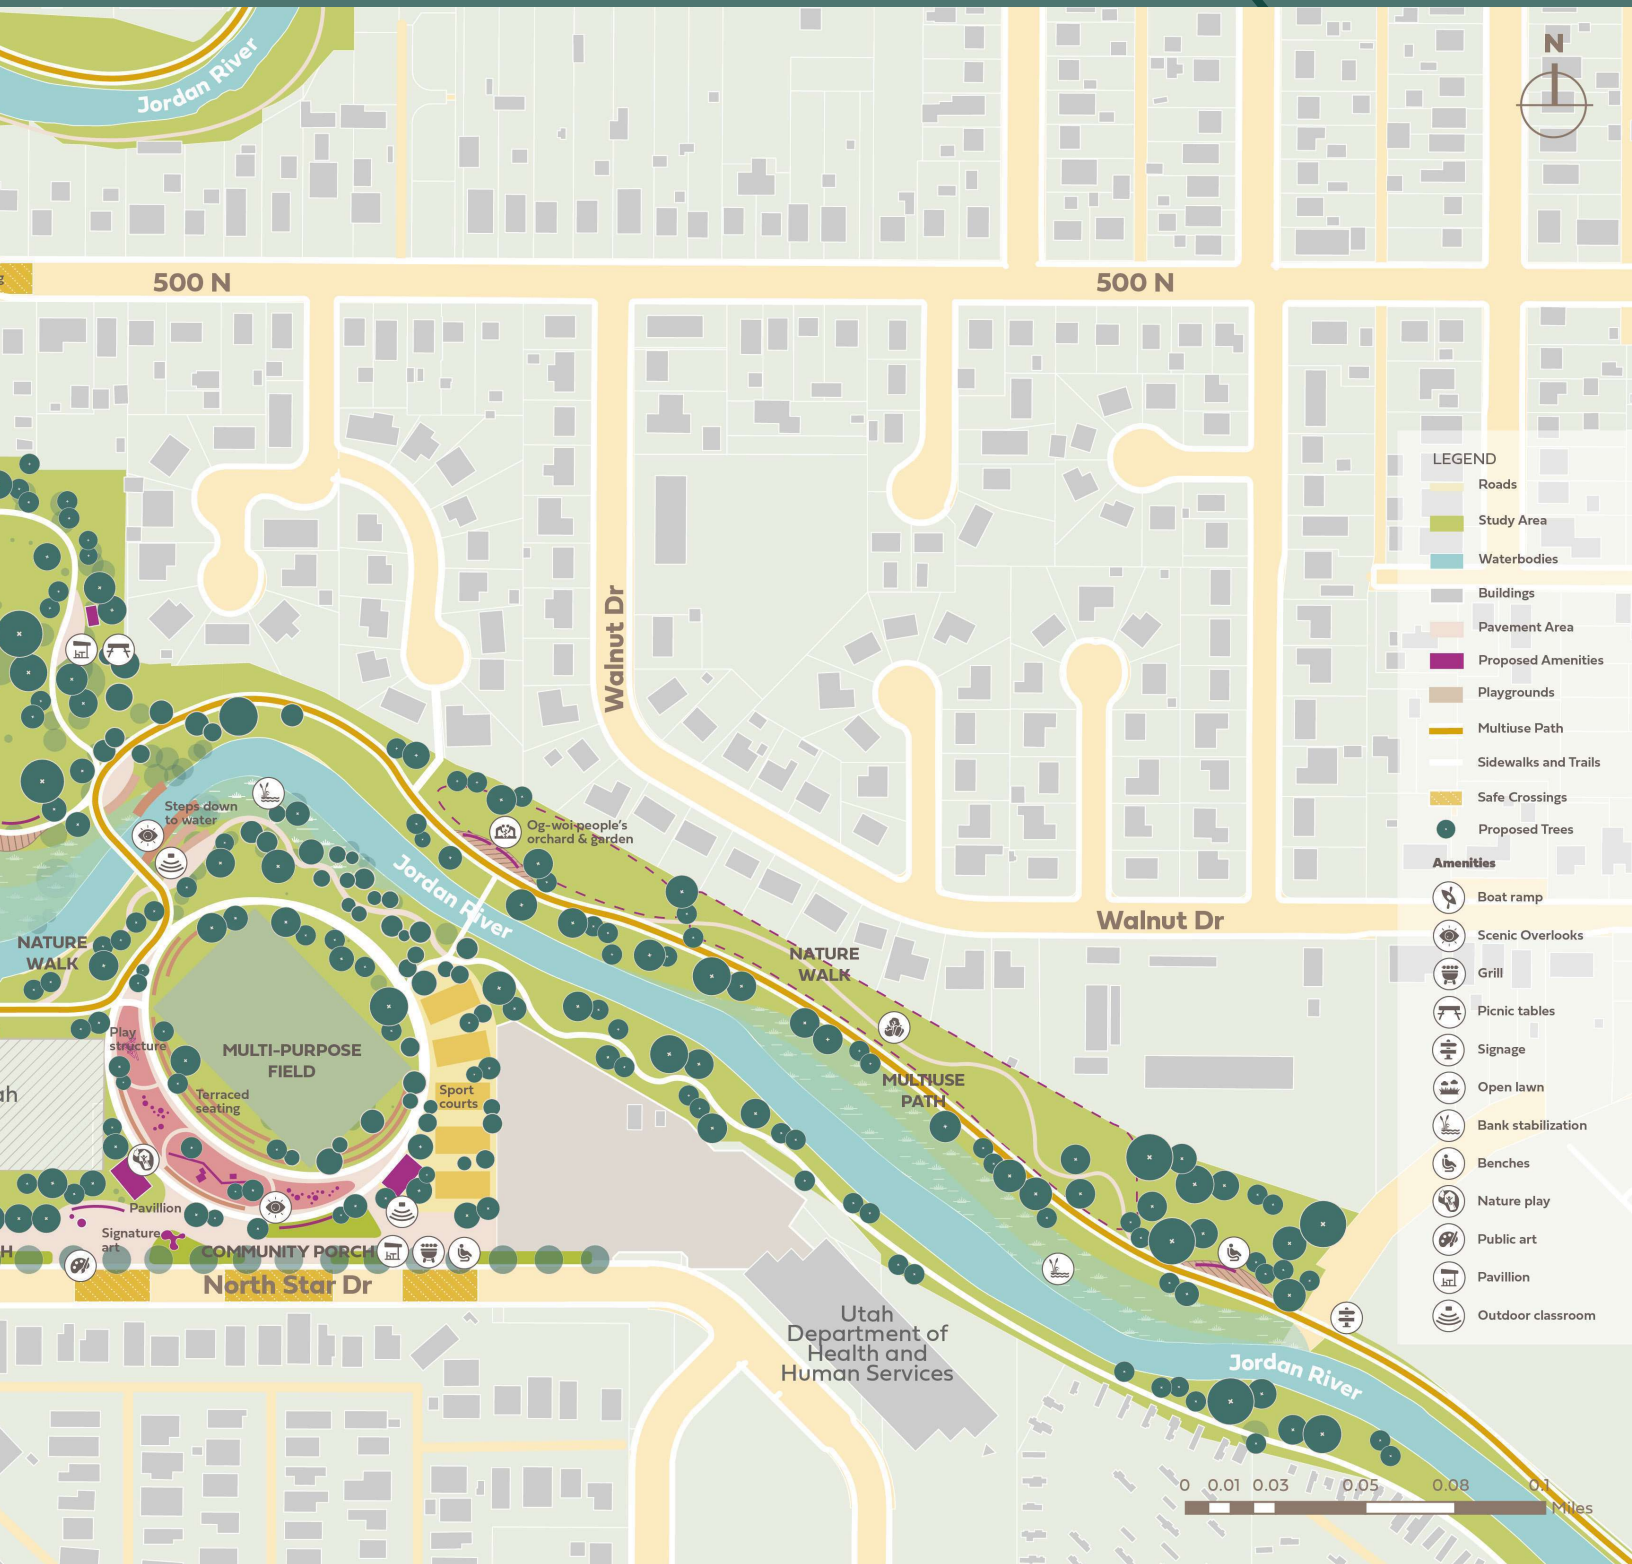 Jordan River
N
500 N
500 N
LEGEND
Roads
Study Area
Waterbodies
Buildings
Pavement Area
Proposed Amenities
Playgrounds
Multiuse Path
Sidewalks and Trails
Safe Crossings
Proposed Trees
Amenities
Boat ramp
Scenic Overlooks
Grill
Picnic tables
Signage
Open lawn
Bank stabilization
Benches
Nature play
Public art
Pavillion
Outdoor classroom
Walnut Dr
Steps down
to water
Og-woi people's
orchard & garden
Jordan River
Walnut Dr
NATURE
WALK
NATURE
WALK
Play
structure
MULTI-PURPOSE
FIELD
Terraced
seating
Sport
courts
MULTIUSE
PATH
ah
Pavillion
Signature
art
H
COMMUNITY PORCH
North Star Dr
Utah
Department of
Health and
Human Services
Jordan River
0 0.01 0.03 0.05 0.08 0.1
Miles